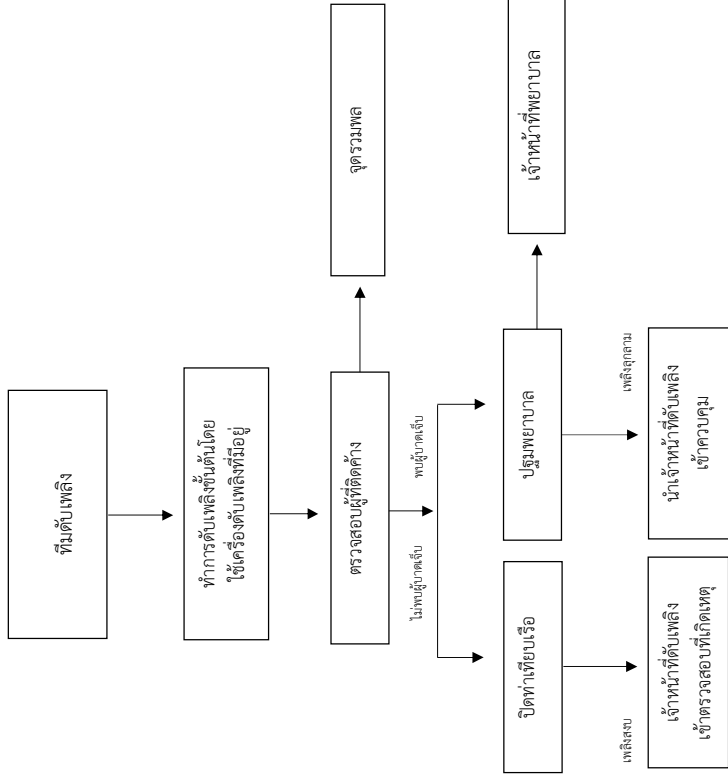 ทีมดับเพลิง
ทำการดับเพลิงขั้นต้นโดย
ใช้เครื่องดับเพลิงที่มีอยู่
ตรวจสอบผู้ที่ติดค้าง
จุดรวมพล
ไม่พบผู้บาดเจ็บ
พบผู้บาดเจ็บ
ปิดท่าเทียบเรือ
ปฐมพยาบาล
เจ้าหน้าที่พยาบาล
เพลิงสงบ
เพลิงลุกลาม
เจ้าหน้าที่ดับเพลิง
เข้าตรวจสอบที่เกิดเหตุ
นำเจ้าหน้าที่ดับเพลิง
เข้าควบคุม